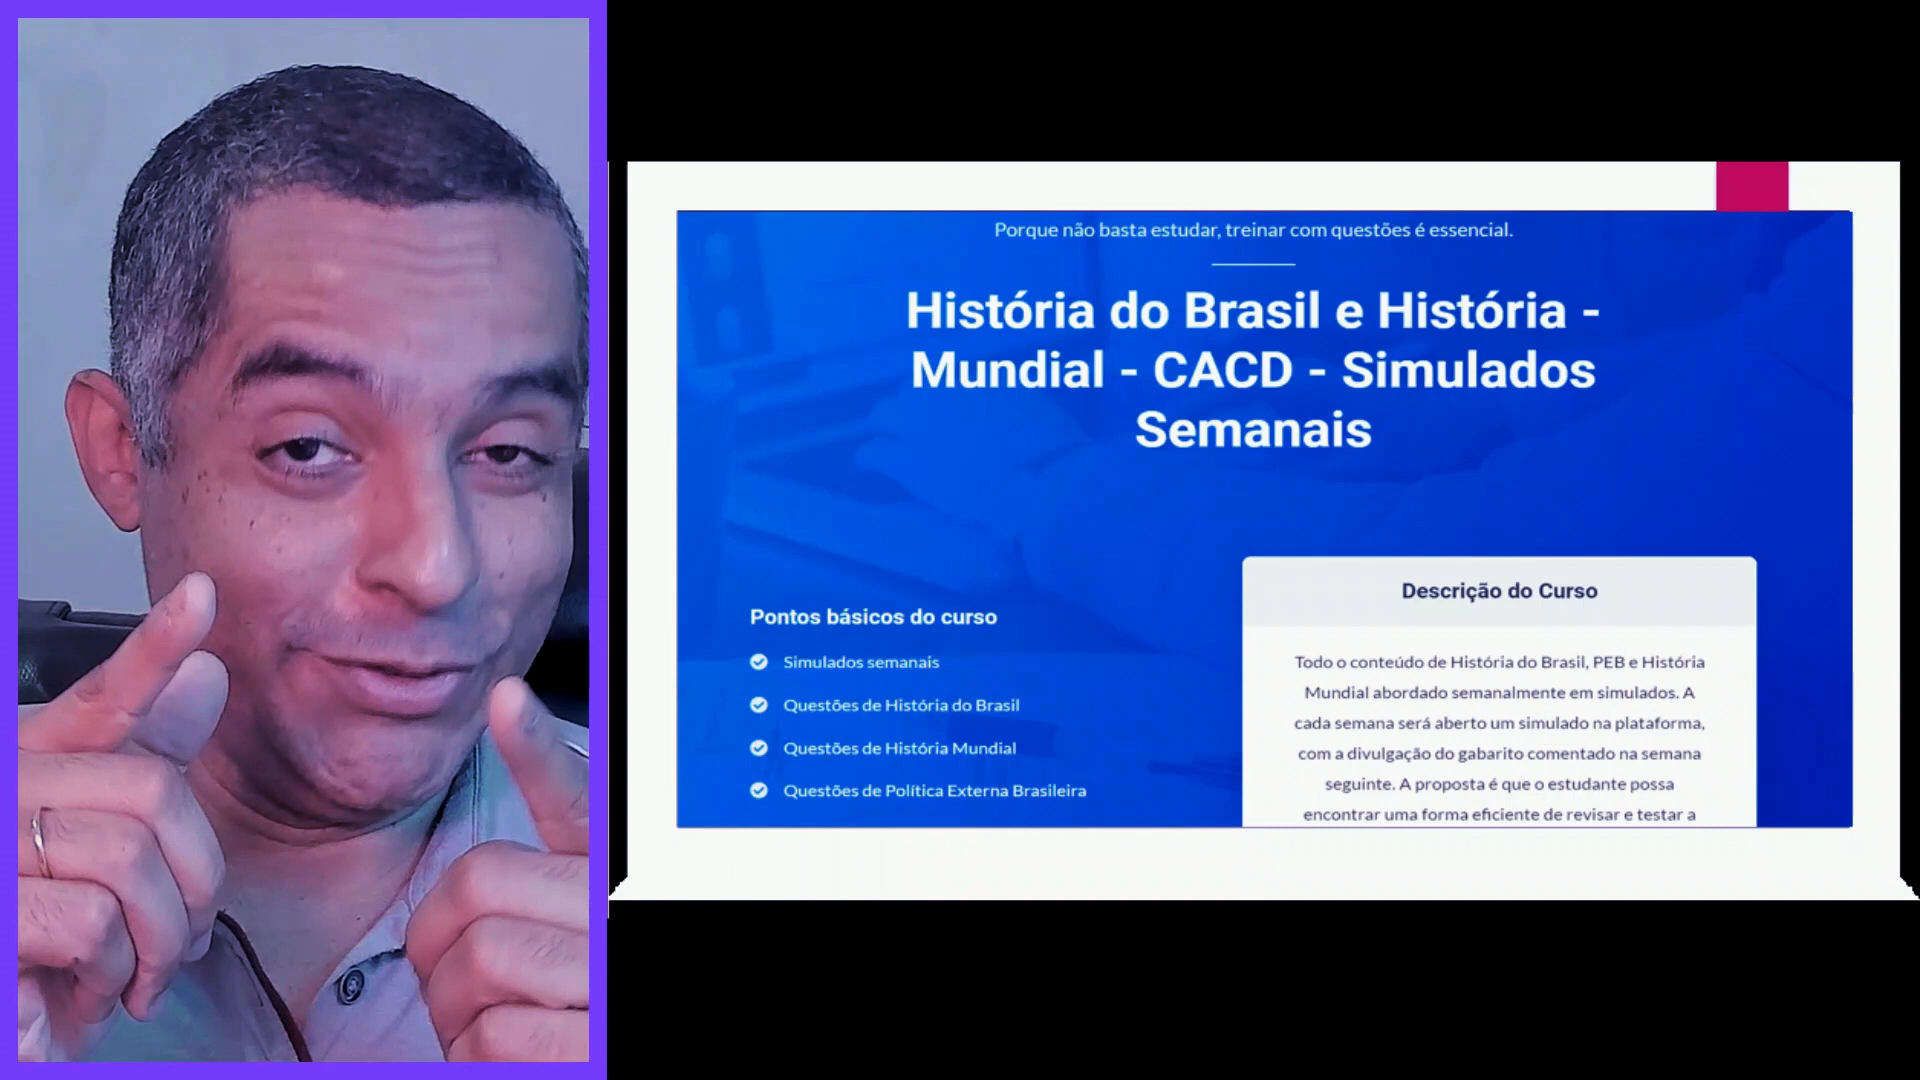 Porque não basta estudar, treinar com questões é essencial.
História do Brasil e História -
Mundial - CACD - Simulados
Semanais
Pontos básicos do curso
Simulados semanais
Questões de História do Brasil
Questões de História Mundial
Questões de Política Externa Brasileira
Descrição do Curso
Todo o conteúdo de História do Brasil, PEB e História
Mundial abordado semanalmente em simulados. A
cada semana será aberto um simulado na plataforma,
com a divulgação do gabarito comentado na semana
seguinte. A proposta é que o estudante possa
encontrar uma forma eficiente de revisar e testar a